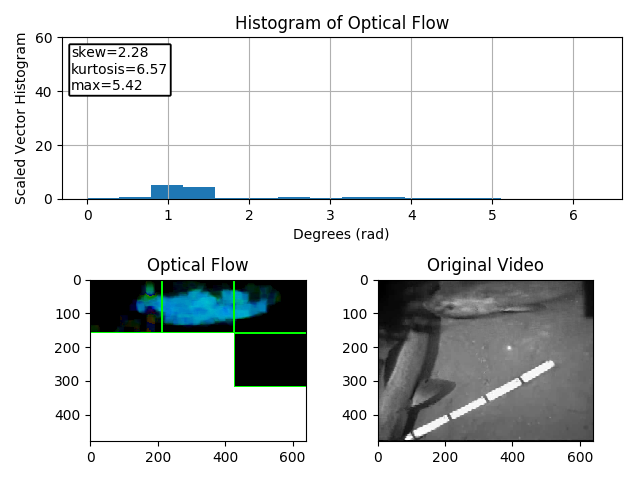 Histogram of Optical Flow
skew=2.28
kurtosis=6.57
max=5.42
Scaled Vector Histogram
60
40
20
0
0 1 2 3 4 5 6
Degrees (rad)
Optical Flow
0
100
200
300
400
0 200 400 600
Original Video
0
100
200
300
400
0 200 400 600